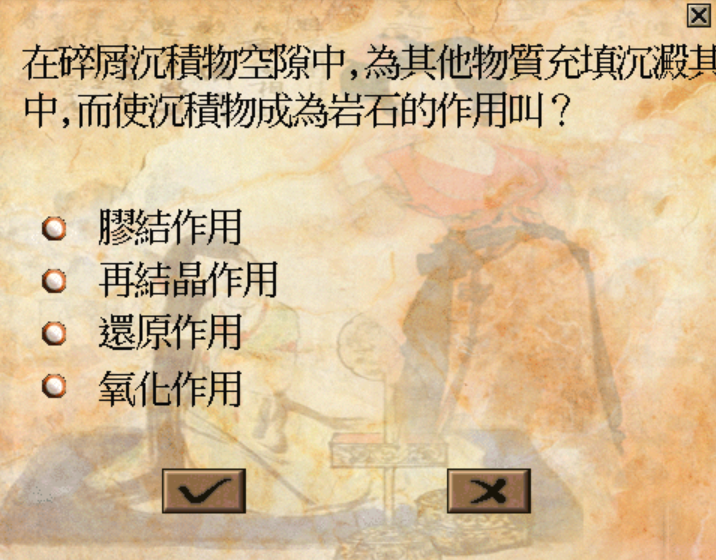 在碎屑沉積物空隙中,為其他物質充填沉澱其
中,而使沉積物成為岩石的作用叫？
膠結作用
再結晶作用
還原作用
氧化作用